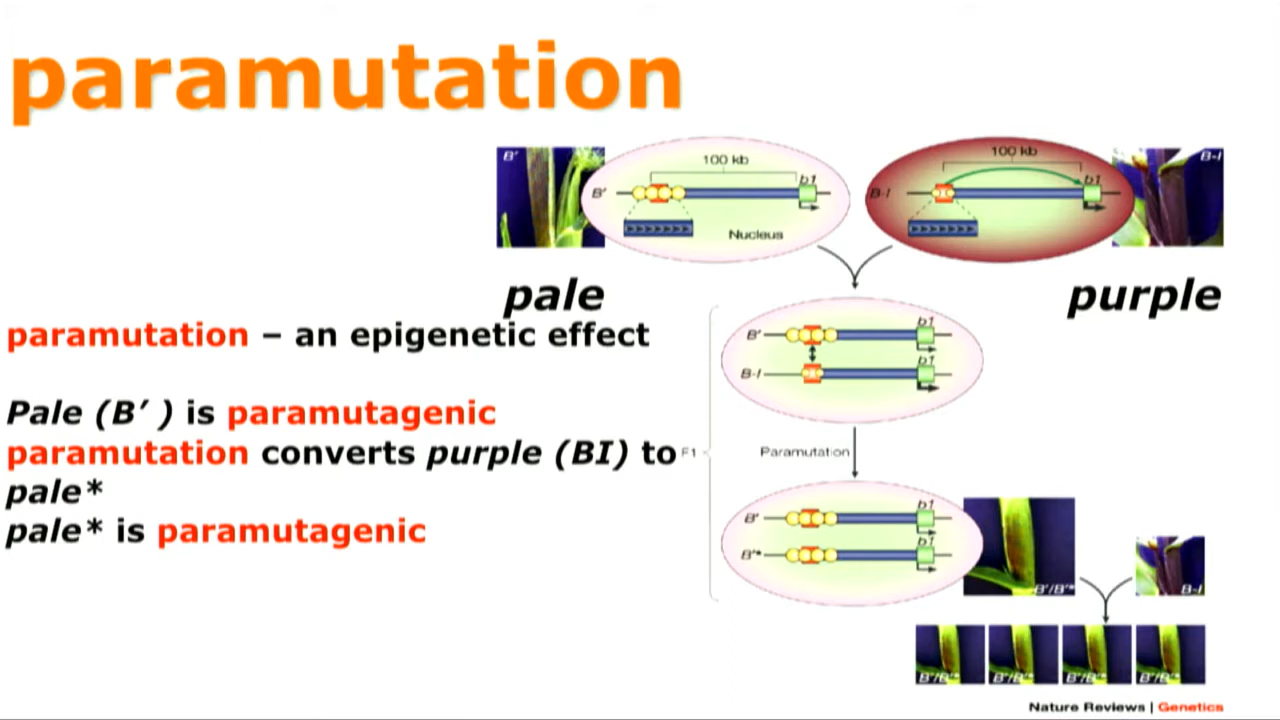 paramutation
B′
100 kb
B′
b1
Nucleus
100 kb
B-I
b1
B-I
pale
purple
paramutation – an epigenetic effect
B′
b1
B-I
b1
Pale (B′ ) is paramutagenic
paramutation converts purple (BI) to
pale*
pale* is paramutagenic
F1
Paramutation
B′
b1
B′*
b1
B′/B′*
B-I
B′/B′*
B′/B′*
B′/B′*
B′/B′*
Nature Reviews | Genetics